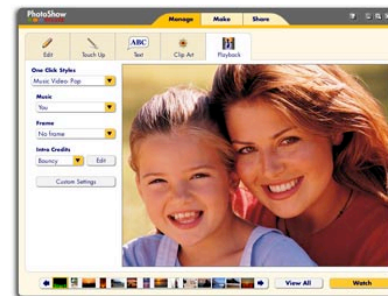 PhotoShow
Manage Make Share
Edit Touch Up ABC Text Clip Art Playback
One Click Styles
Music Video: Pop
Music
You
Frame
No frame
Intro Credits
Bouncy Edit
Custom Settings
View All Watch